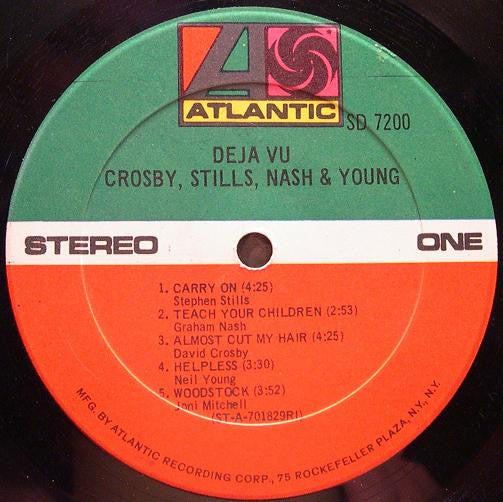 ATLANTIC
SD 7200
DEJA VU
CROSBY, STILLS, NASH & YOUNG
STEREO
ONE
1. CARRY ON (4:25)
Stephen Stills
2. TEACH YOUR CHILDREN (2:53)
Graham Nash
3. ALMOST CUT MY HAIR (4:25)
David Crosby
4. HELPLESS (3:30)
Neil Young
5. WOODSTOCK (3:52)
Joni Mitchell
(ST-A-701829RI)
MFG. BY ATLANTIC RECORDING CORP., 75 ROCKEFELLER PLAZA, N.Y., N.Y.